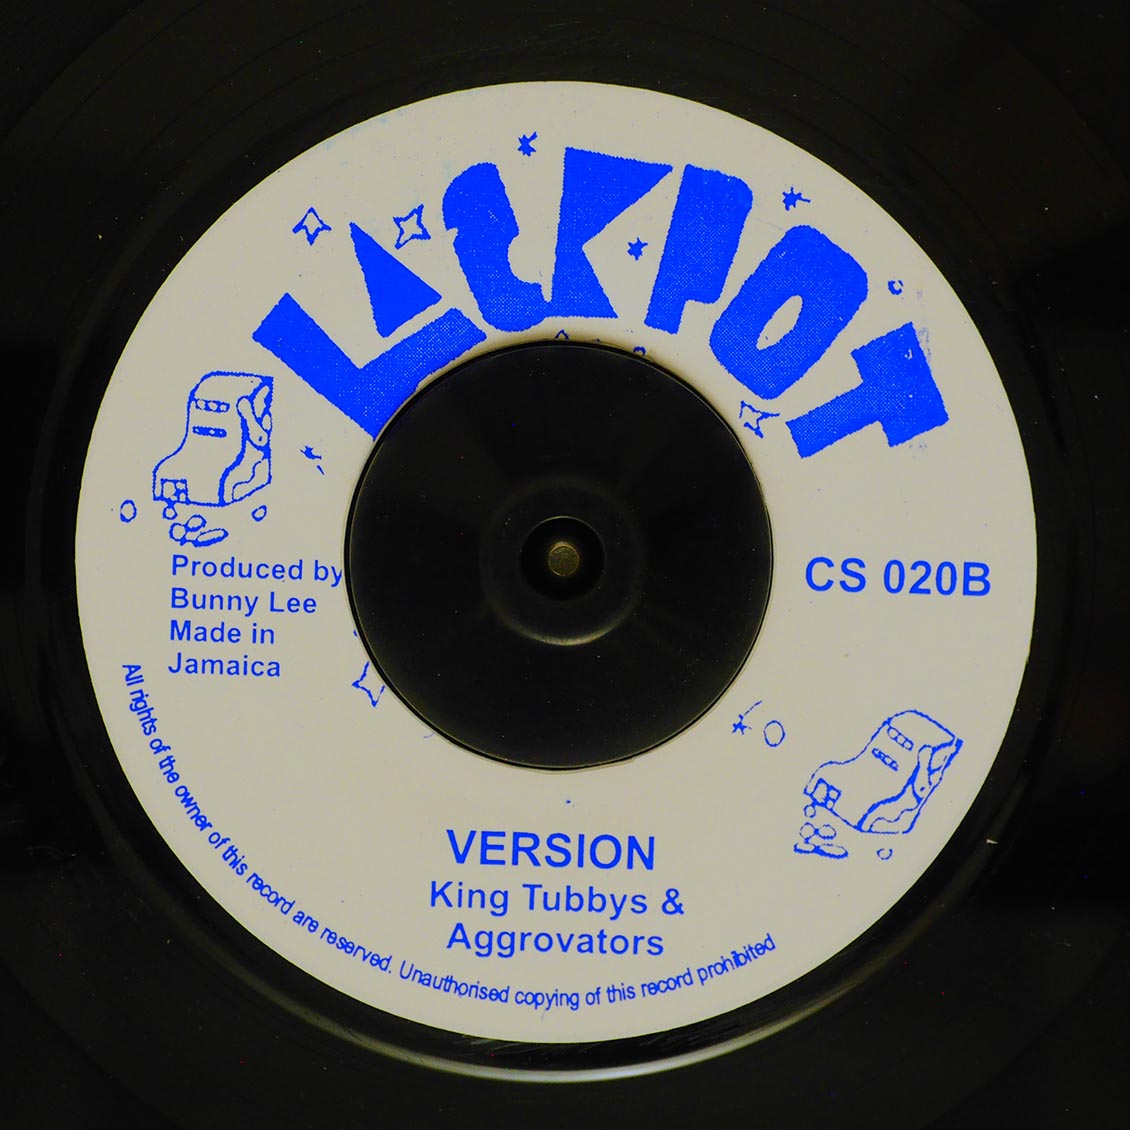 JACKPOT
Produced by
Bunny Lee
Made in
Jamaica
CS 020B
VERSION
King Tubbys &
Aggrovators
All rights of the owner of this record are reserved. Unauthorised copying of this record prohibited